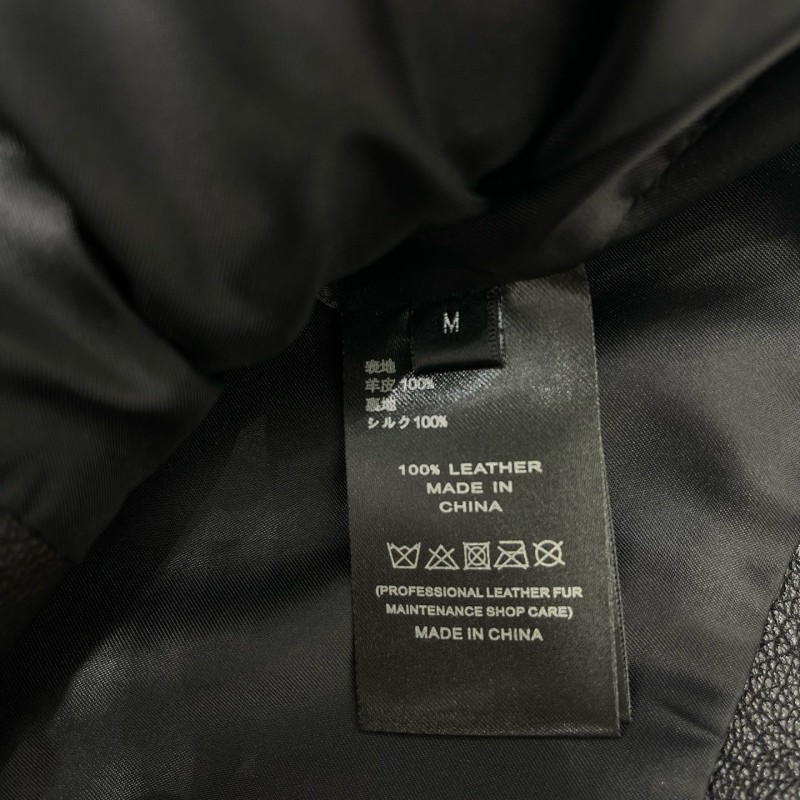 M
表地
羊皮 100%
裏地
シルク100%
100% LEATHER
MADE IN
CHINA
(PROFESSIONAL LEATHER FUR
MAINTENANCE SHOP CARE)
MADE IN CHINA